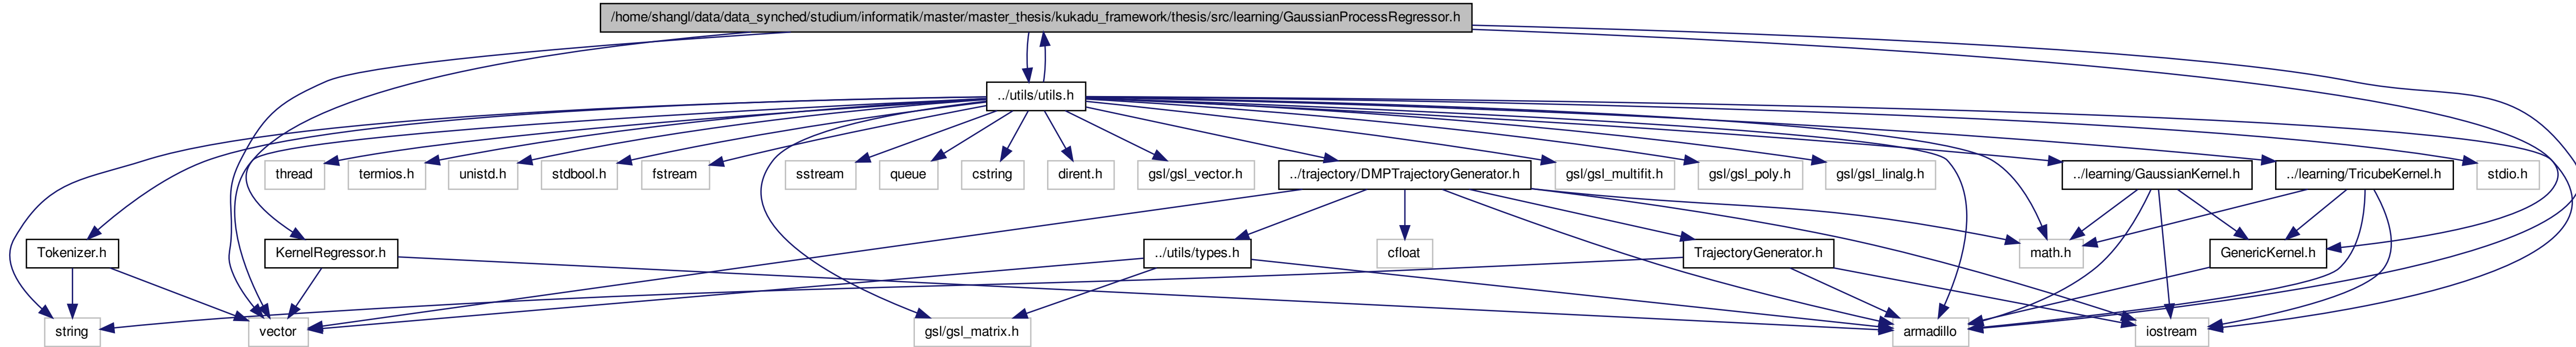 /home/shangl/data/data_synched/studium/informatik/master/master_thesis/kukadu_framework/thesis/src/learning/GaussianProcessRegressor.h
../utils/utils.h
thread
termios.h
unistd.h
stdbool.h
fstream
sstream
queue
cstring
dirent.h
gsl/gsl_vector.h
../trajectory/DMPTrajectoryGenerator.h
gsl/gsl_multifit.h
gsl/gsl_poly.h
gsl/gsl_linalg.h
../learning/GaussianKernel.h
../learning/TricubeKernel.h
stdio.h
Tokenizer.h
KernelRegressor.h
../utils/types.h
cfloat
TrajectoryGenerator.h
math.h
GenericKernel.h
string
vector
gsl/gsl_matrix.h
armadillo
iostream